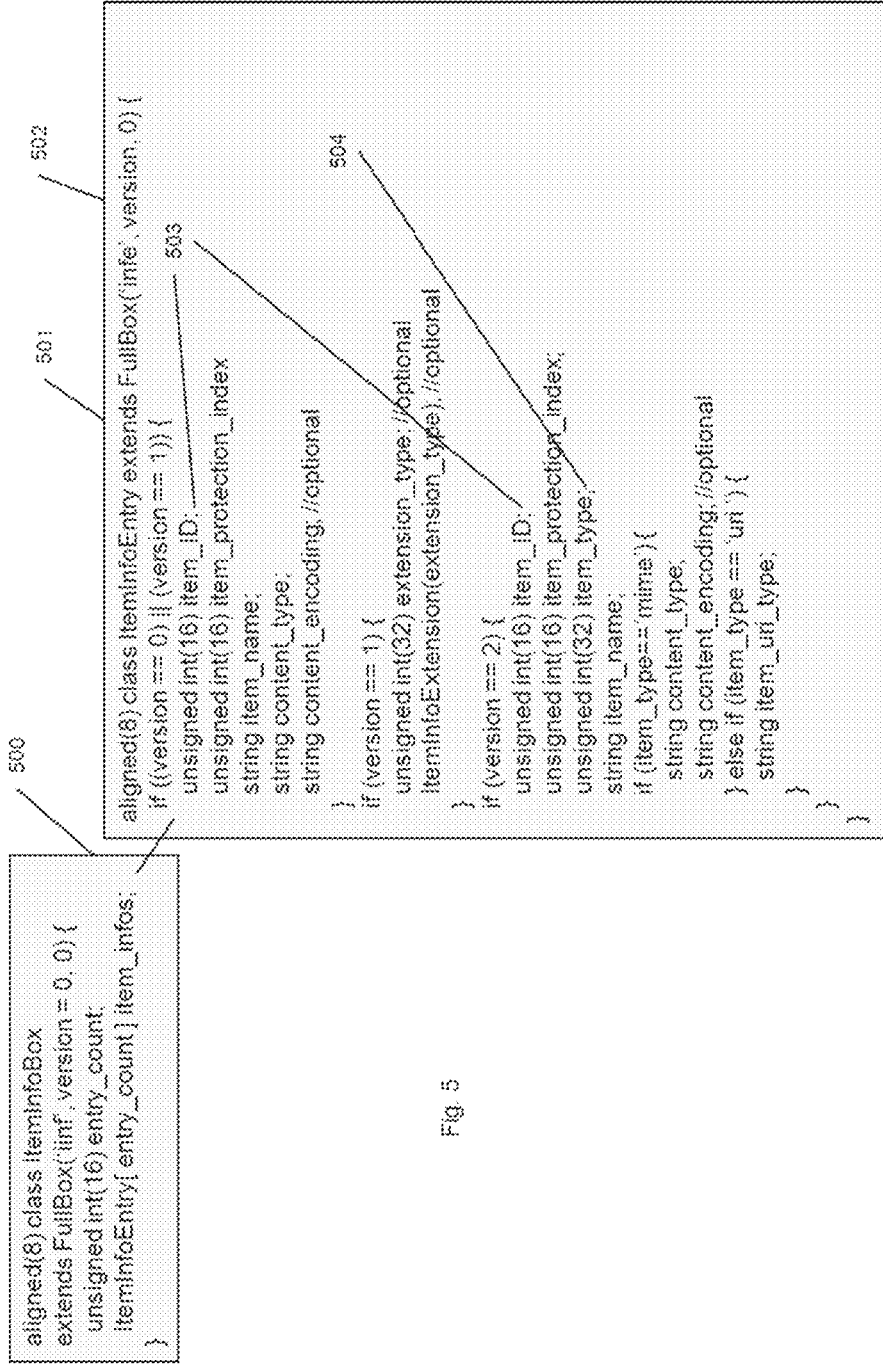 500
aligned(8) class ItemInfoBox
extends FullBox('iinf', version = 0, 0) {
unsigned int(16) entry_count;
ItemInfoEntry[ entry_count ] item_infos;
}
501
502
aligned(8) class ItemInfoEntry extends FullBox('infe', version, 0) {
if ((version == 0) || (version == 1)) {
unsigned int(16) item_ID;
unsigned int(16) item_protection_index
string item_name;
string content_type;
string content_encoding; //optional
}
if (version == 1) {
unsigned int(32) extension_type; //optional
ItemInfoExtension(extension_type); //optional
}
if (version == 2) {
unsigned int(16) item_ID;
unsigned int(16) item_protection_index;
unsigned int(32) item_type;
string item_name;
if (item_type=='mime') {
string content_type;
string content_encoding; //optional
} else if (item_type == 'uri ') {
string item_uri_type;
}
}
}
503
504
Fig. 5